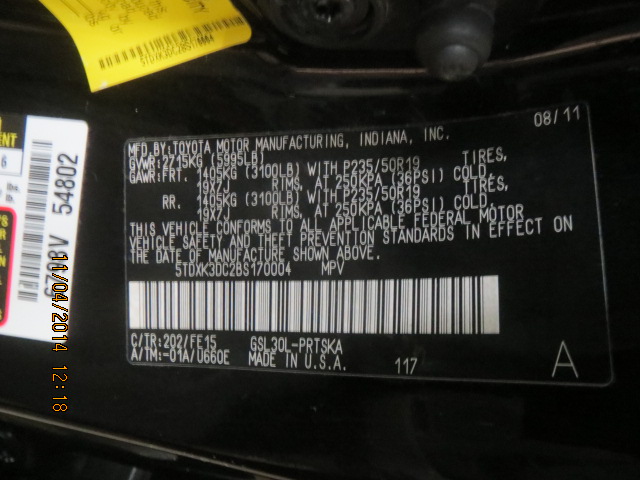 5TDXK3DC2BS170004
54802
67081V
08/11
MFD.BY:TOYOTA MOTOR MANUFACTURING, INDIANA, INC.
GVWR:2715KG (5995LB)
GAWR:FRT. 1405KG (3100LB) WITH P235/50R19 TIRES,
19X7J RIMS, AT 250KPA (36PSI) COLD,
RR. 1405KG (3100LB) WITH P235/50R19 TIRES,
19X7J RIMS, AT 250KPA (36PSI) COLD.
THIS VEHICLE CONFORMS TO ALL APPLICABLE FEDERAL MOTOR
VEHICLE SAFETY AND THEFT PREVENTION STANDARDS IN EFFECT ON
THE DATE OF MANUFACTURE SHOWN ABOVE.
5TDXK3DC2BS170004 MPV
C/TR:202/FE15 GSL30L-PRTSKA
A/TM:-01A/U660E MADE IN U.S.A. 117 A
11/04/2014 12:18